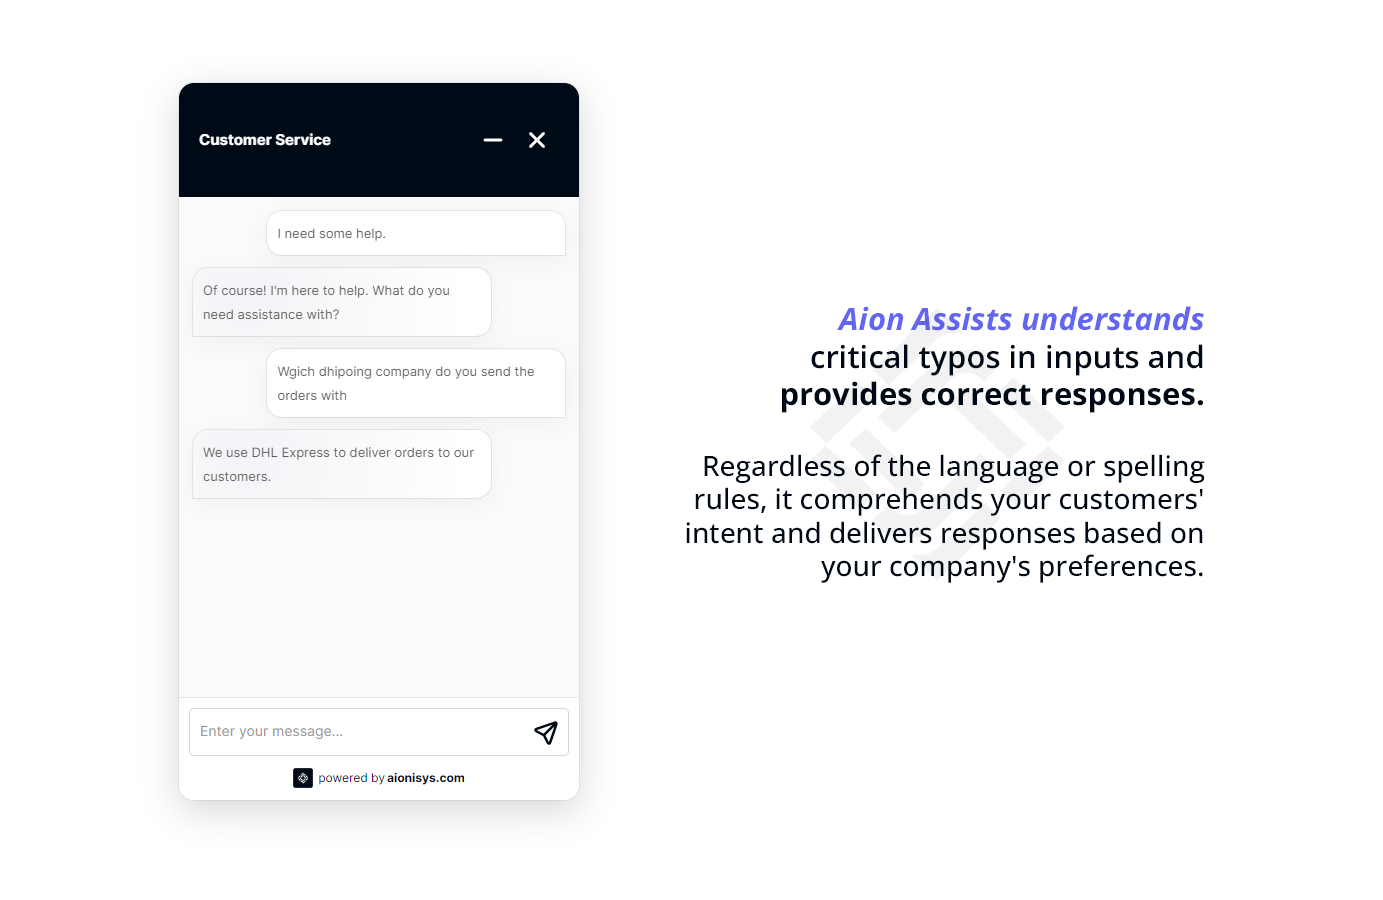 Customer Service
I need some help.
Of course! I'm here to help. What do you
need assistance with?
Wgich dhipoing company do you send the
orders with
We use DHL Express to deliver orders to our
customers.
Enter your message...
powered by aionisys.com
Aion Assists understands
critical typos in inputs and
provides correct responses.
Regardless of the language or spelling
rules, it comprehends your customers'
intent and delivers responses based on
your company's preferences.